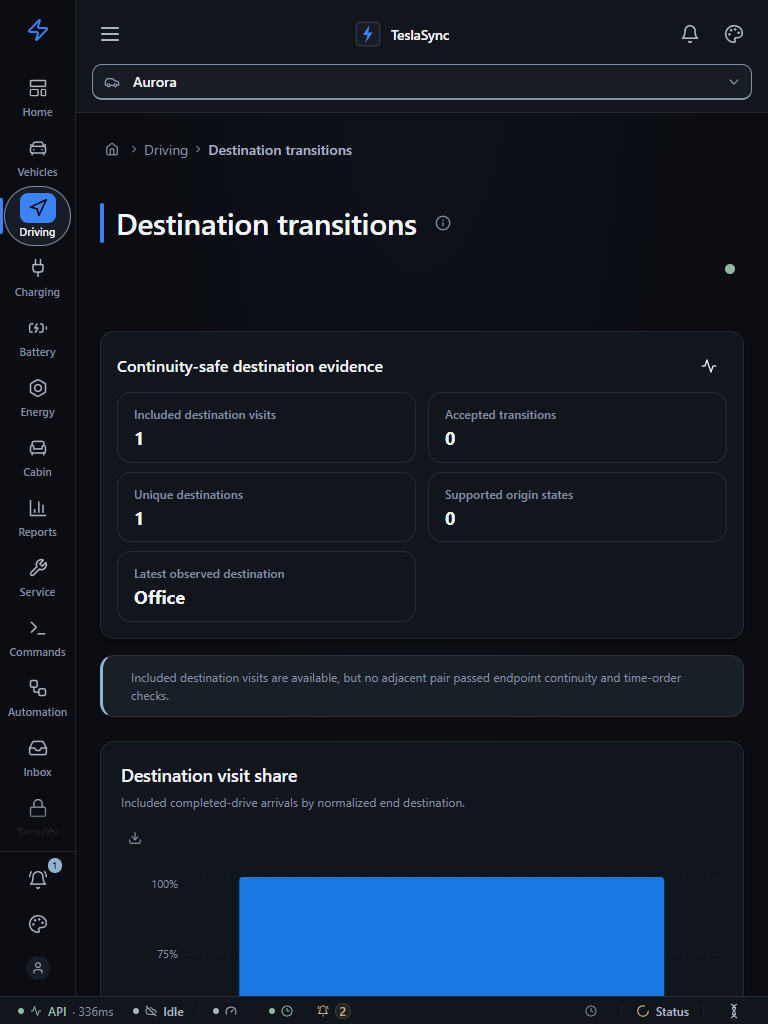 TeslaSync
Aurora
Home
Vehicles
Driving
Charging
Battery
Energy
Cabin
Reports
Service
Commands
Automation
Inbox
Security
1
Driving
Destination transitions
Destination transitions
Continuity-safe destination evidence
Included destination visits
1
Accepted transitions
0
Unique destinations
1
Supported origin states
0
Latest observed destination
Office
Included destination visits are available, but no adjacent pair passed endpoint continuity and time-order
checks.
Destination visit share
Included completed-drive arrivals by normalized end destination.
100%
75%
API · 336ms
Idle
2
Status